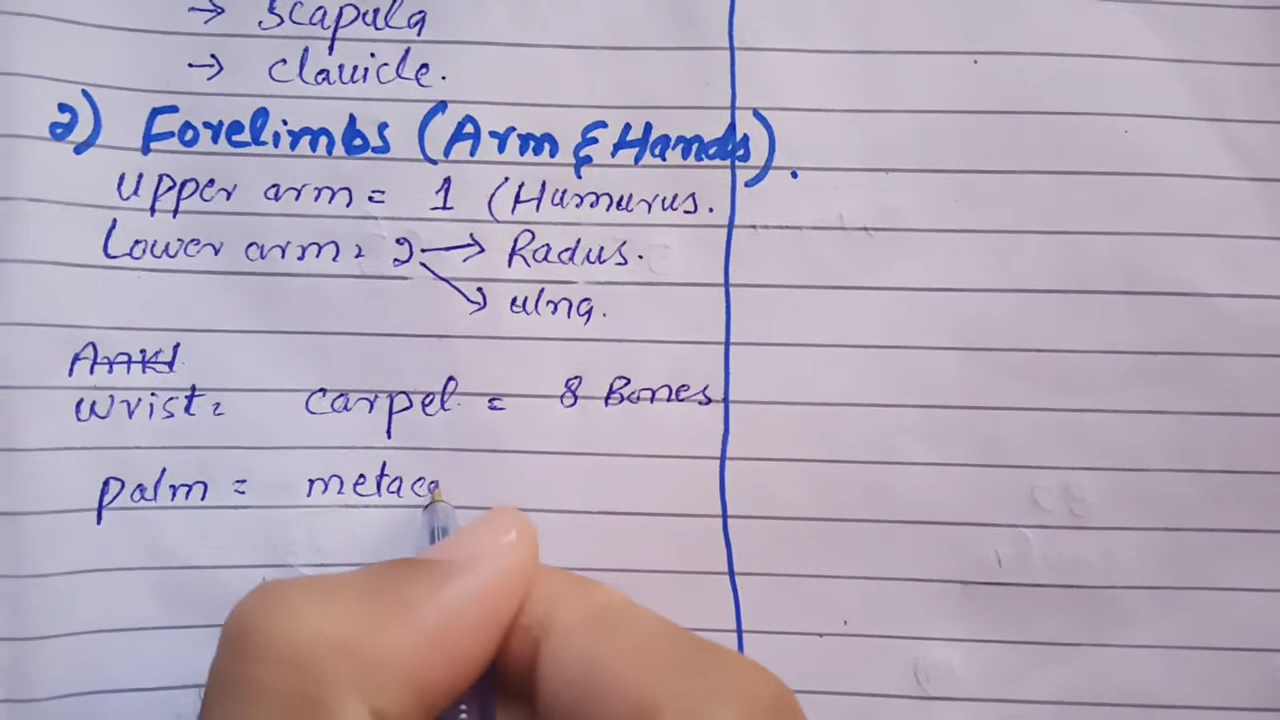 → Scapula
→ Clavicle.
2) Forelimbs (Arm & Hands).
Upper arm = 1 (Humurus.
Lower arm = 2 → Radus.
→ ulna.
Ankl
wrist = carpel = 8 Bones
palm = metaca